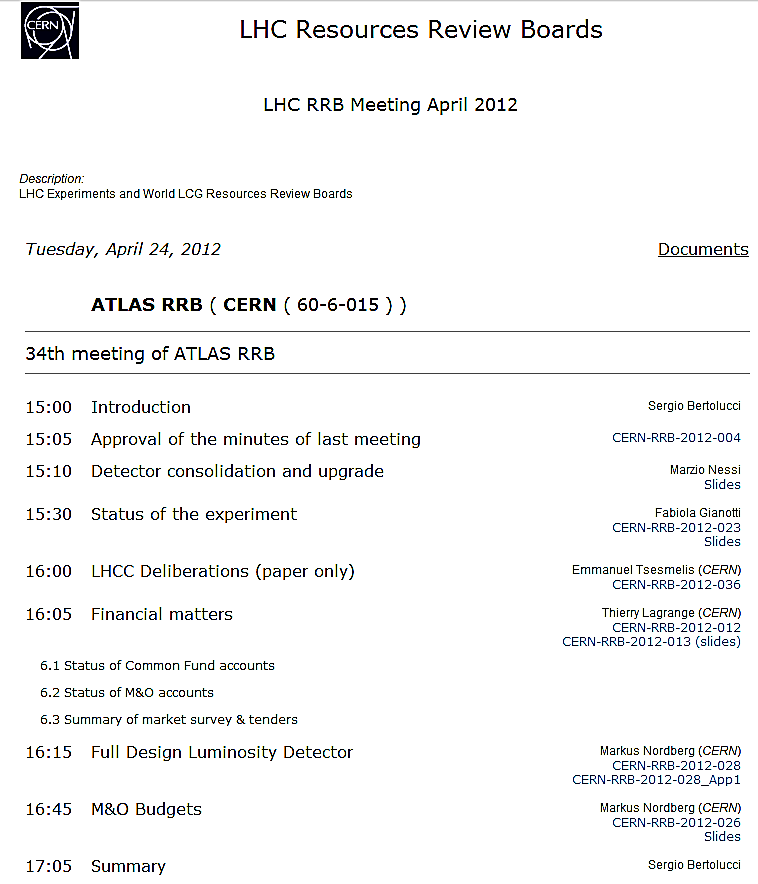 CERN
LHC Resources Review Boards
LHC RRB Meeting April 2012
Description:
LHC Experiments and World LCG Resources Review Boards
Tuesday, April 24, 2012 Documents
ATLAS RRB ( CERN ( 60-6-015 ) )
34th meeting of ATLAS RRB
15:00 Introduction Sergio Bertolucci
15:05 Approval of the minutes of last meeting CERN-RRB-2012-004
15:10 Detector consolidation and upgrade Marzio Nessi
Slides
15:30 Status of the experiment Fabiola Gianotti
CERN-RRB-2012-023
Slides
16:00 LHCC Deliberations (paper only) Emmanuel Tsesmelis (CERN)
CERN-RRB-2012-036
16:05 Financial matters Thierry Lagrange (CERN)
CERN-RRB-2012-012
CERN-RRB-2012-013 (slides)
6.1 Status of Common Fund accounts
6.2 Status of M&O accounts
6.3 Summary of market survey & tenders
16:15 Full Design Luminosity Detector Markus Nordberg (CERN)
CERN-RRB-2012-028
CERN-RRB-2012-028_App1
16:45 M&O Budgets Markus Nordberg (CERN)
CERN-RRB-2012-026
Slides
17:05 Summary Sergio Bertolucci